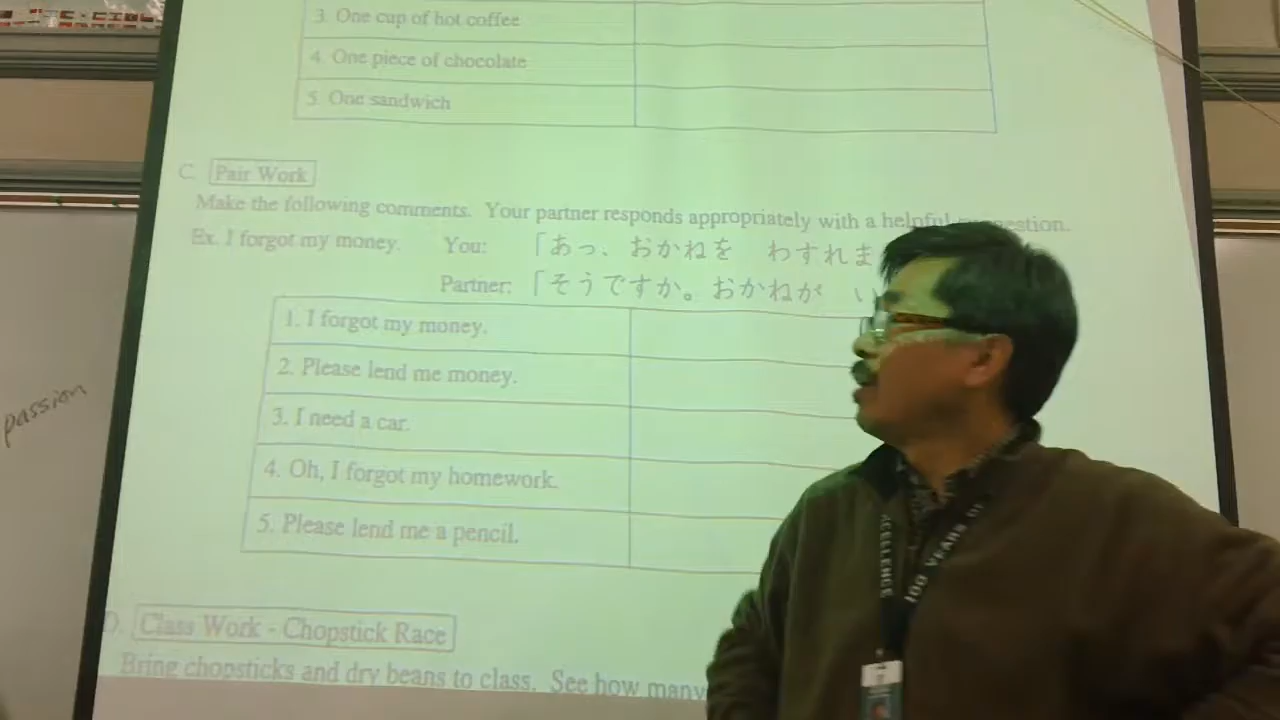 3. One cup of hot coffee
4. One piece of chocolate
5. One sandwich
C. Pair Work
Make the following comments. Your partner responds appropriately with a helpful
Ex. I forgot my money. You: 「あっ、おかねを わすれま
Partner: 「そうですか。おかねが い
1. I forgot my money.
2. Please lend me money.
3. I need a car.
4. Oh, I forgot my homework.
5. Please lend me a pencil.
D. Class Work - Chopstick Race
Bring chopsticks and dry beans to class. See how many
passion
100 YEARS OF